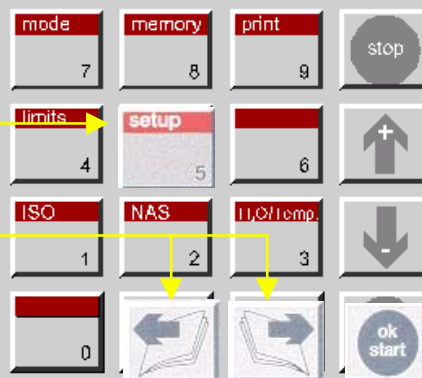 mode memory print
7 8 9 stop
limits setup
4 5 6 +
ISO NAS H₂O/Temp.
1 2 3 -
0 ok
start